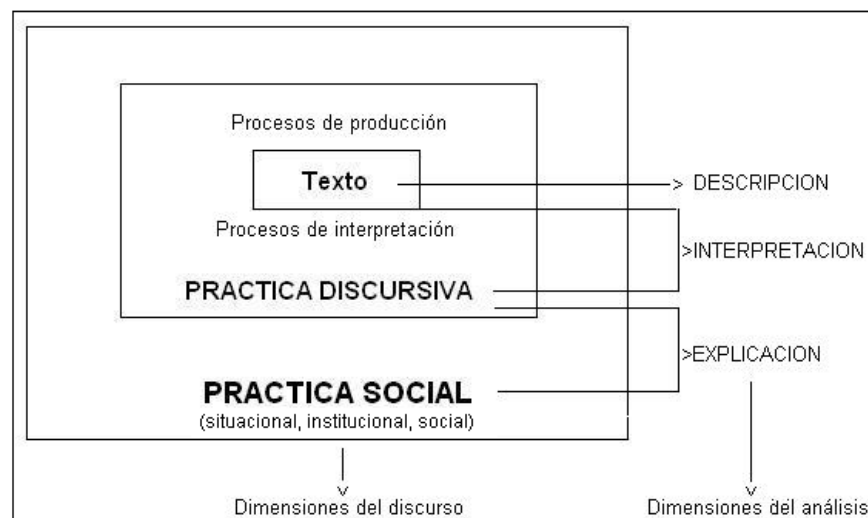 Procesos de producción
Texto
> DESCRIPCION
Procesos de interpretación
>INTERPRETACION
PRACTICA DISCURSIVA
>EXPLICACION
PRACTICA SOCIAL
(situacional, institucional, social)
Dimensiones del discurso
Dimensiones del análisis